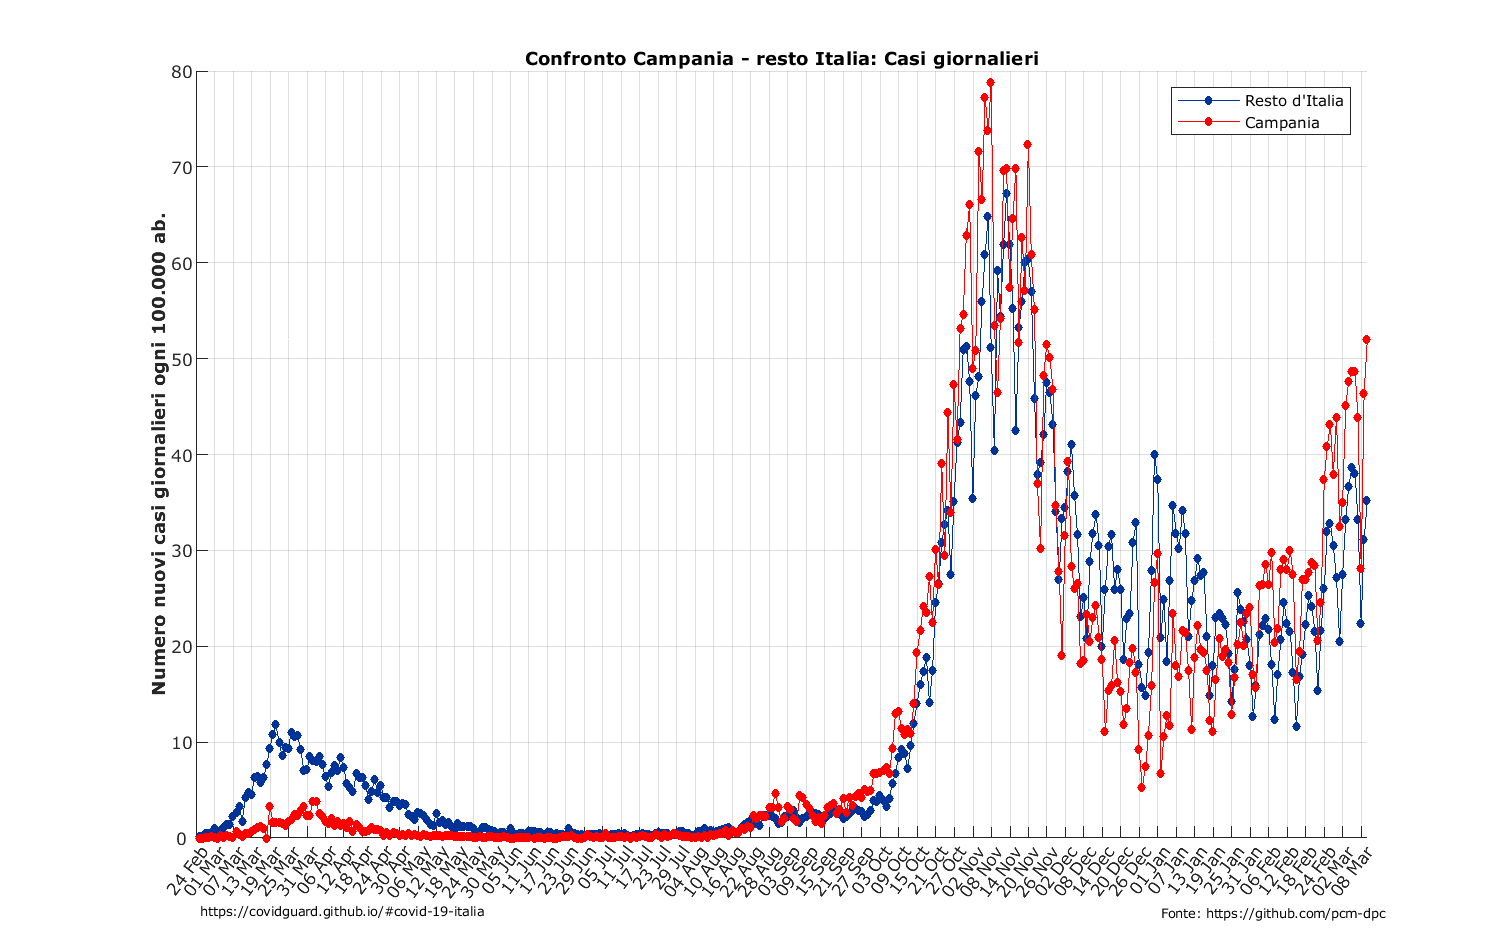 Confronto Campania - resto Italia: Casi giornalieri
Resto d'Italia
Campania
Numero nuovi casi giornalieri ogni 100.000 ab.
80
70
60
50
40
30
20
10
0
24 Feb
01 Mar
07 Mar
13 Mar
19 Mar
25 Mar
31 Mar
06 Apr
12 Apr
18 Apr
24 Apr
30 Apr
06 May
12 May
18 May
24 May
30 May
05 Jun
11 Jun
17 Jun
23 Jun
29 Jun
05 Jul
11 Jul
17 Jul
23 Jul
29 Jul
04 Aug
10 Aug
16 Aug
22 Aug
28 Aug
03 Sep
09 Sep
15 Sep
21 Sep
27 Sep
03 Oct
09 Oct
15 Oct
21 Oct
27 Oct
02 Nov
08 Nov
14 Nov
20 Nov
26 Nov
02 Dec
08 Dec
14 Dec
20 Dec
26 Dec
01 Jan
07 Jan
13 Jan
19 Jan
25 Jan
31 Jan
06 Feb
12 Feb
18 Feb
24 Feb
02 Mar
08 Mar
https://covidguard.github.io/#covid-19-italia
Fonte: https://github.com/pcm-dpc